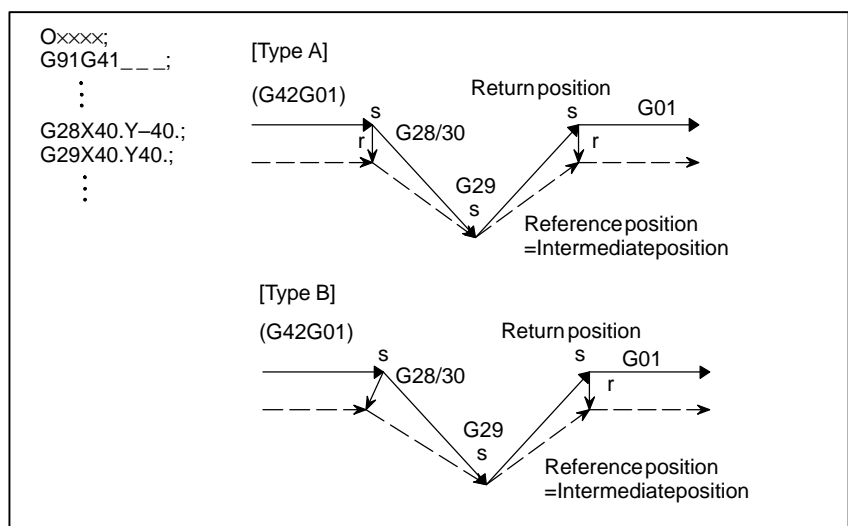 O××××;
G91G41_ _ _;
G28X40.Y–40.;
G29X40.Y40.;
[Type A]
(G42G01)
s
G28/30
r
G29
s
Return position
s
G01
r
Reference position
=Intermediate position
[Type B]
(G42G01)
s
G28/30
G29
s
Return position
s
G01
r
Reference position
=Intermediate position